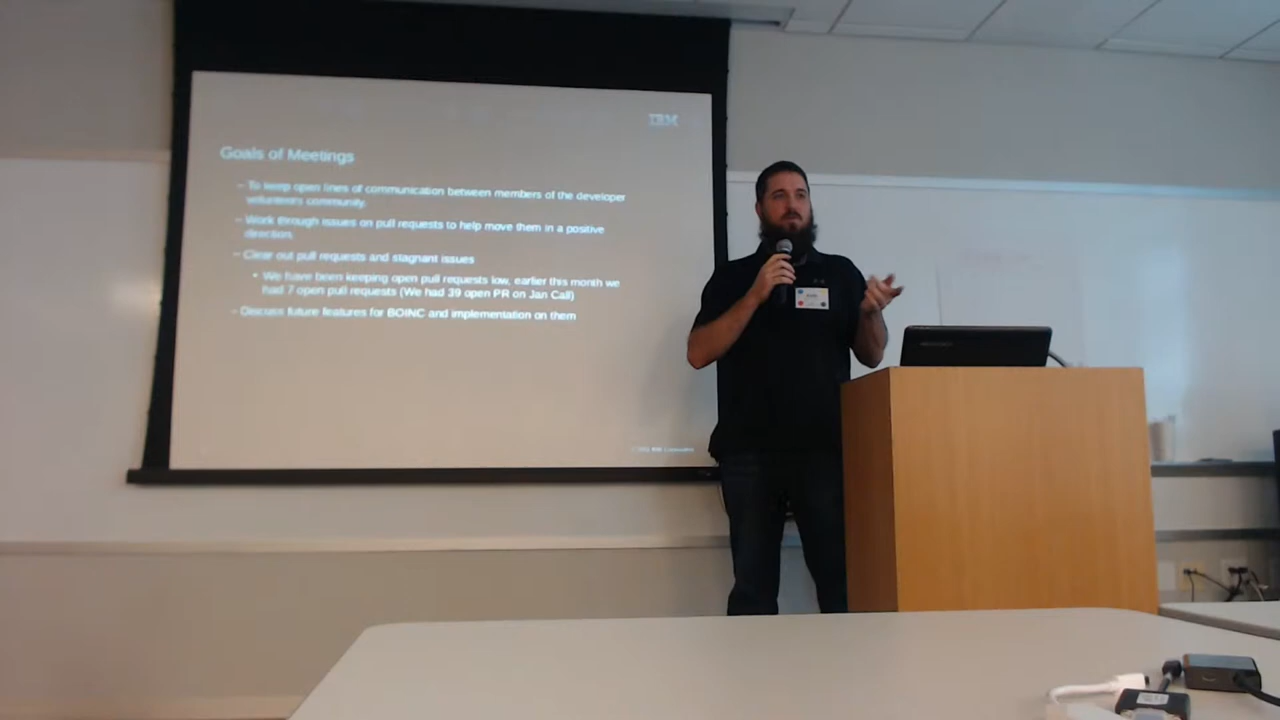 IBM
Goals of Meetings
– To keep open lines of communication between members of the developer
volunteers community.
– Work through issues on pull requests to help move them in a positive
direction.
– Clear out pull requests and stagnant issues
• We have been keeping open pull requests low, earlier this month we
had 7 open pull requests (We had 39 open PR on Jan Call)
– Discuss future features for BOINC and implementation on them
IBM Corporation